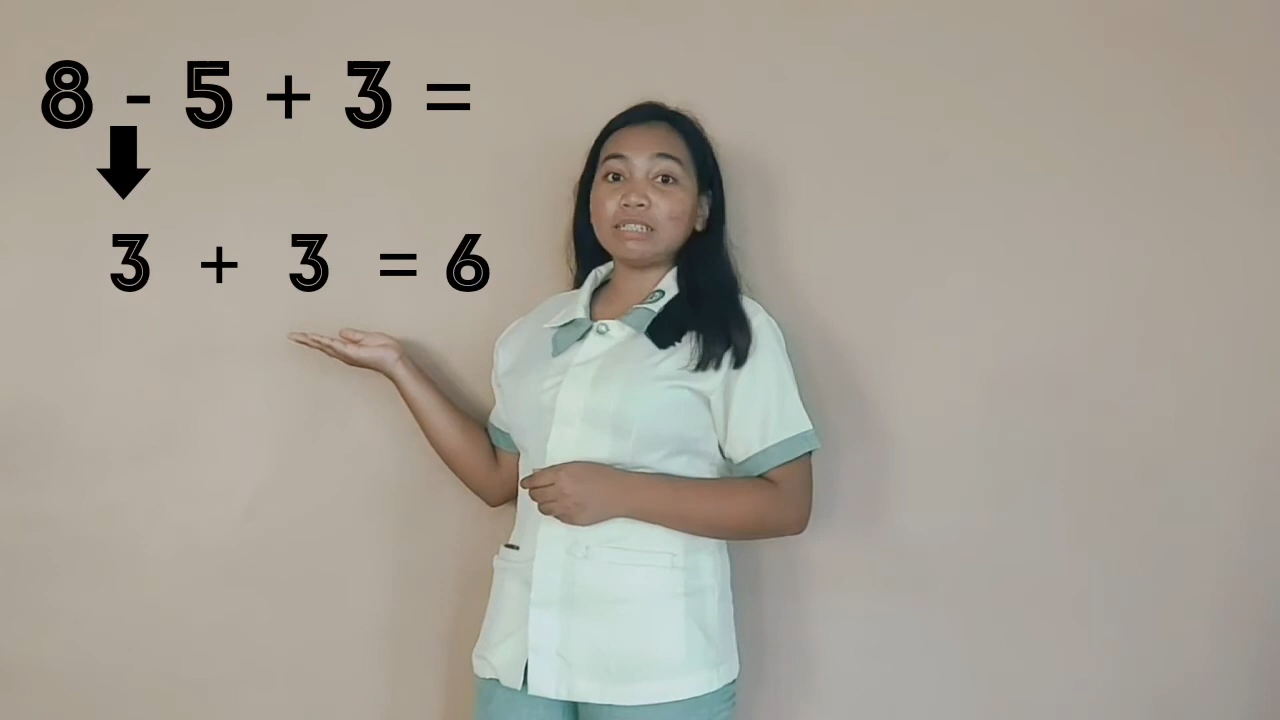 8 - 5 + 3 =
3 + 3 = 6